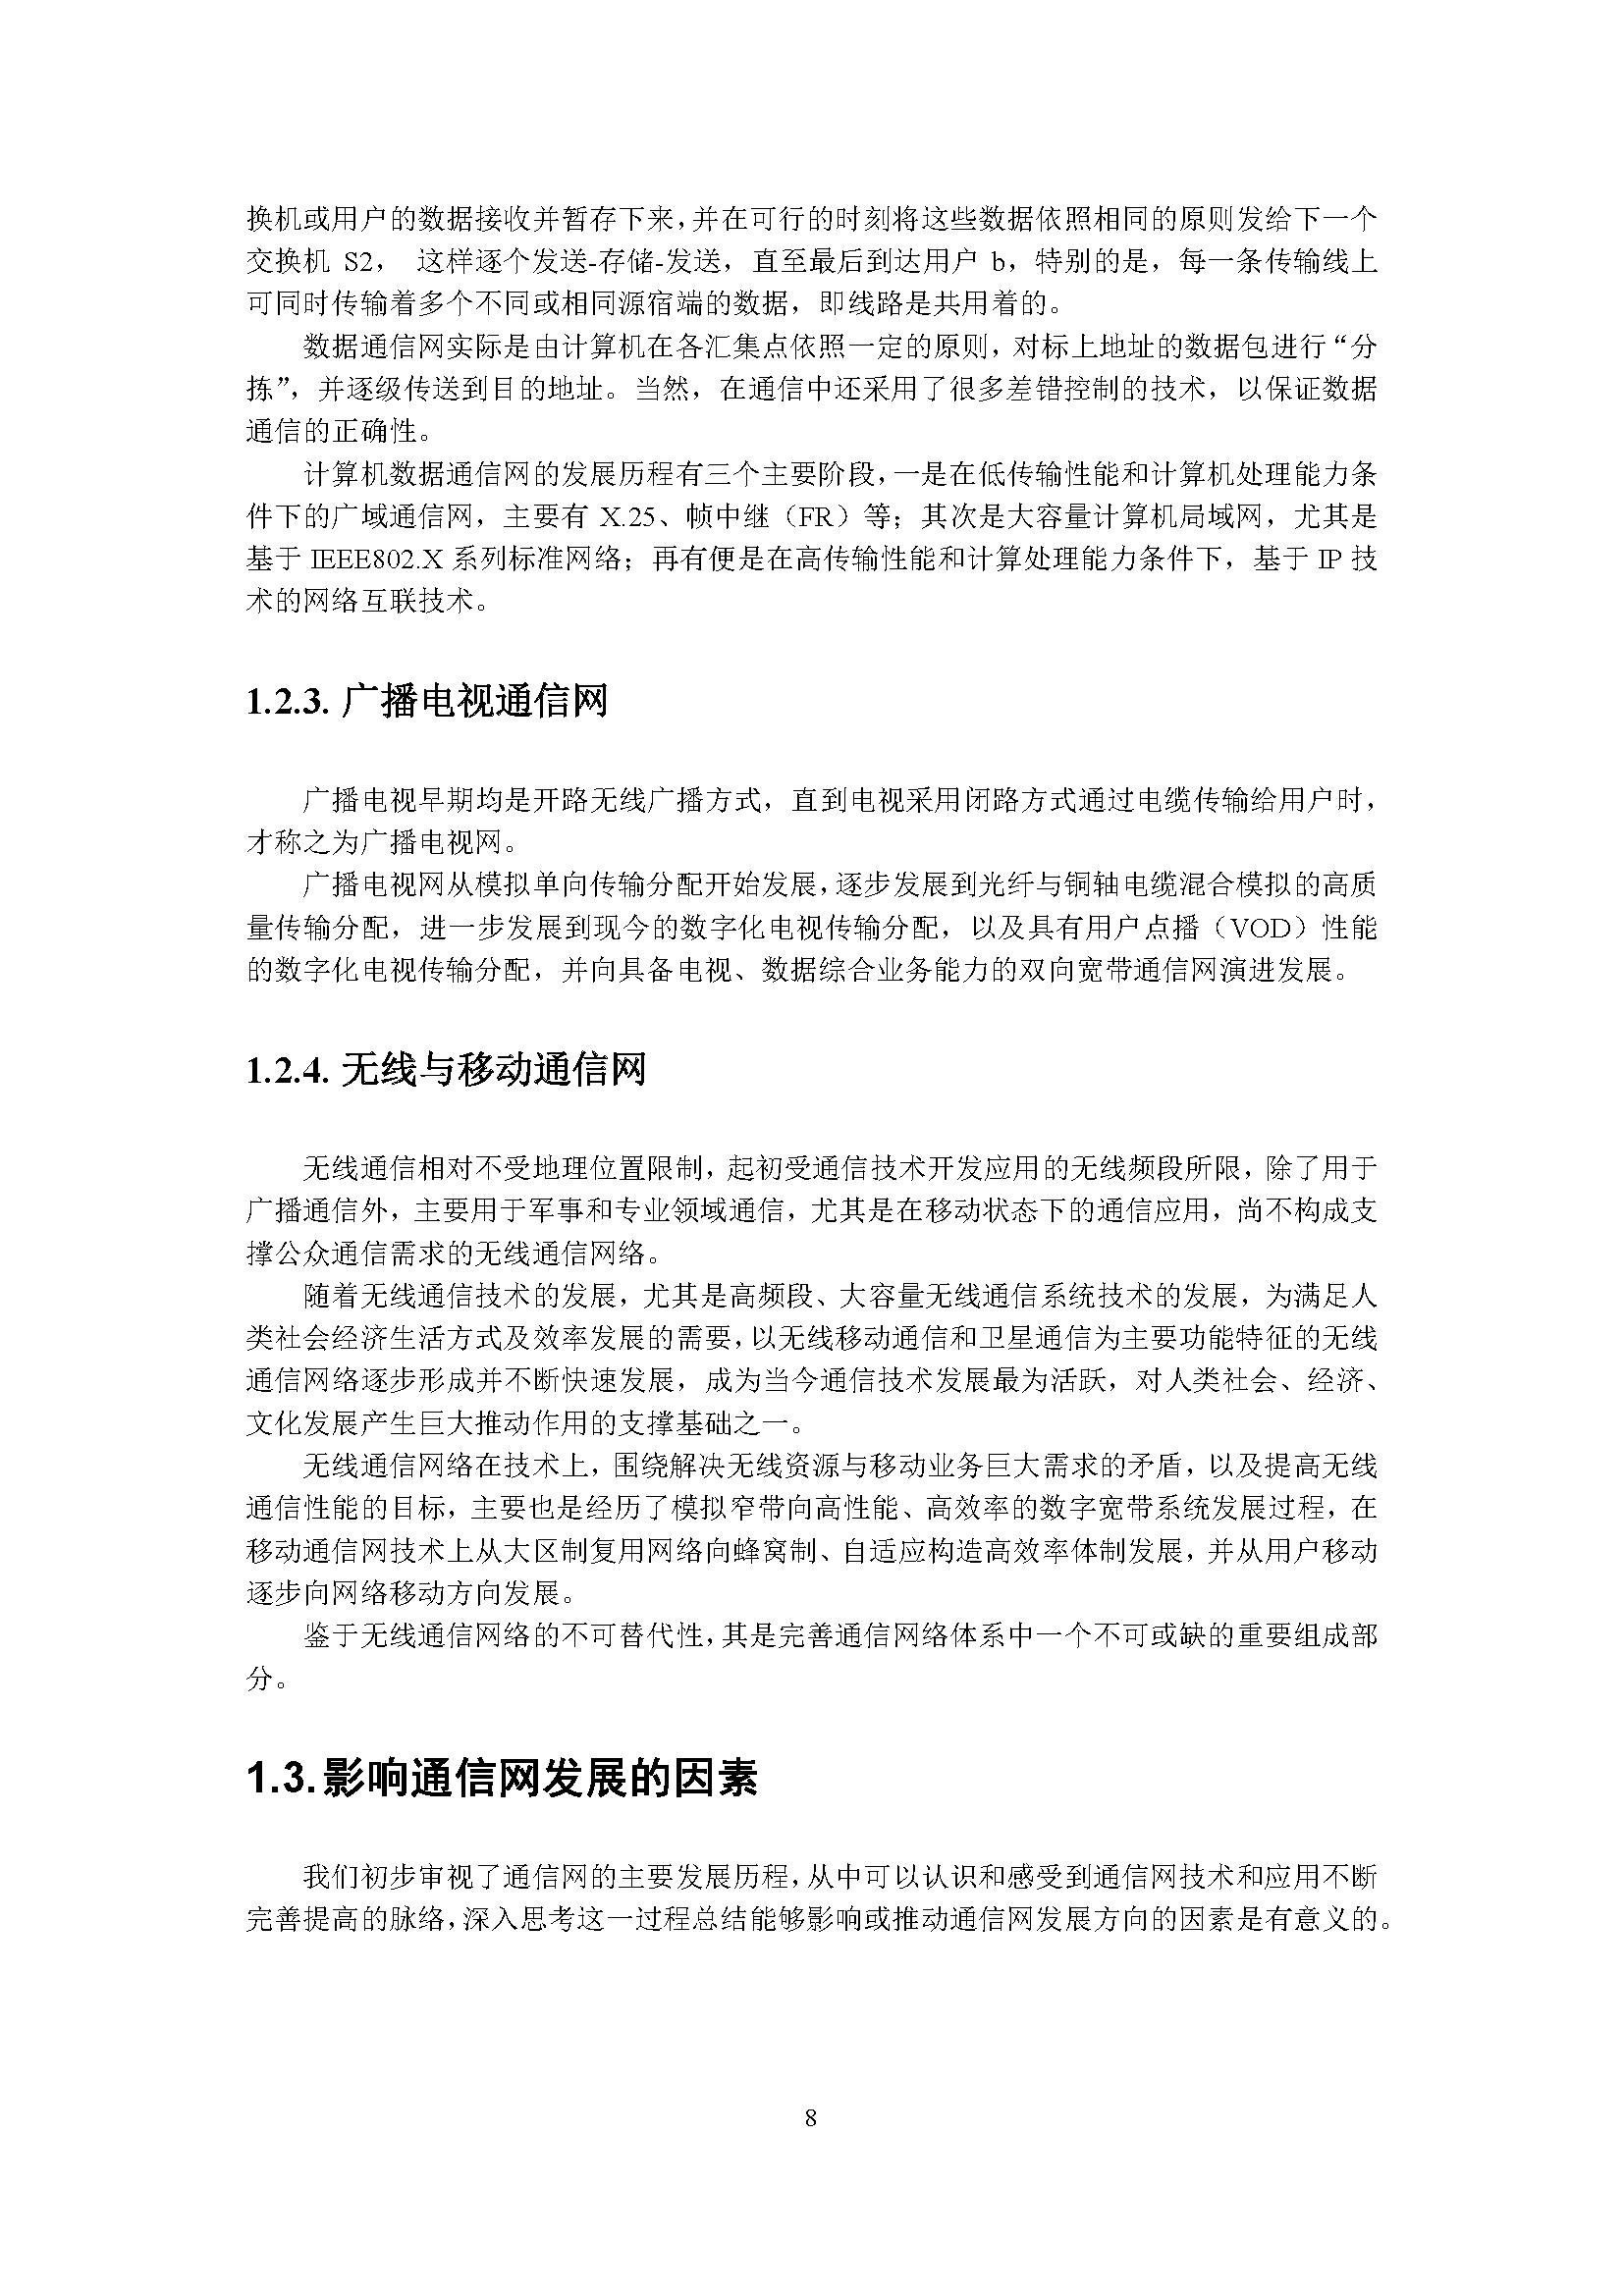 换机或用户的数据接收并暂存下来，并在可行的时刻将这些数据依照相同的原则发给下一个
交换机 S2， 这样逐个发送-存储-发送，直至最后到达用户 b，特别的是，每一条传输线上
可同时传输着多个不同或相同源宿端的数据，即线路是共用着的。
数据通信网实际是由计算机在各汇集点依照一定的原则，对标上地址的数据包进行“分
拣”，并逐级传送到目的地址。当然，在通信中还采用了很多差错控制的技术，以保证数据
通信的正确性。
计算机数据通信网的发展历程有三个主要阶段，一是在低传输性能和计算机处理能力条
件下的广域通信网，主要有 X.25、帧中继（FR）等；其次是大容量计算机局域网，尤其是
基于 IEEE802.X 系列标准网络；再有便是在高传输性能和计算处理能力条件下，基于 IP 技
术的网络互联技术。
1.2.3. 广播电视通信网
广播电视早期均是开路无线广播方式，直到电视采用闭路方式通过电缆传输给用户时，
才称之为广播电视网。
广播电视网从模拟单向传输分配开始发展，逐步发展到光纤与铜轴电缆混合模拟的高质
量传输分配，进一步发展到现今的数字化电视传输分配，以及具有用户点播（VOD）性能
的数字化电视传输分配，并向具备电视、数据综合业务能力的双向宽带通信网演进发展。
1.2.4. 无线与移动通信网
无线通信相对不受地理位置限制，起初受通信技术开发应用的无线频段所限，除了用于
广播通信外，主要用于军事和专业领域通信，尤其是在移动状态下的通信应用，尚不构成支
撑公众通信需求的无线通信网络。
随着无线通信技术的发展，尤其是高频段、大容量无线通信系统技术的发展，为满足人
类社会经济生活方式及效率发展的需要，以无线移动通信和卫星通信为主要功能特征的无线
通信网络逐步形成并不断快速发展，成为当今通信技术发展最为活跃，对人类社会、经济、
文化发展产生巨大推动作用的支撑基础之一。
无线通信网络在技术上，围绕解决无线资源与移动业务巨大需求的矛盾，以及提高无线
通信性能的目标，主要也是经历了模拟窄带向高性能、高效率的数字宽带系统发展过程，在
移动通信网技术上从大区制复用网络向蜂窝制、自适应构造高效率体制发展，并从用户移动
逐步向网络移动方向发展。
鉴于无线通信网络的不可替代性，其是完善通信网络体系中一个不可或缺的重要组成部
分。
1.3.影响通信网发展的因素
我们初步审视了通信网的主要发展历程，从中可以认识和感受到通信网技术和应用不断
完善提高的脉络，深入思考这一过程总结能够影响或推动通信网发展方向的因素是有意义的。
8